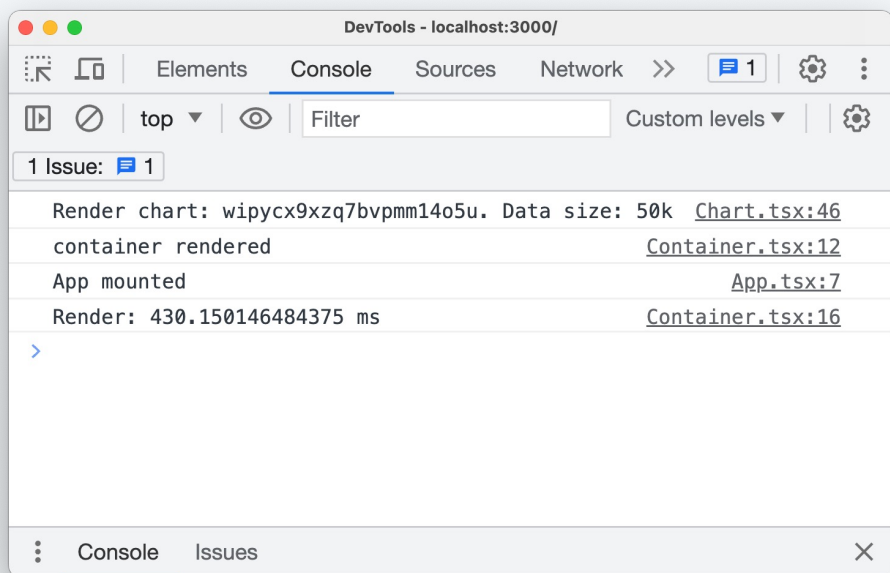 DevTools - localhost:3000/
Elements Console Sources Network 1
top Filter Custom levels
1 Issue: 1
Render chart: wipycx9xzq7bvpmm14o5u. Data size: 50k Chart.tsx:46
container rendered Container.tsx:12
App mounted App.tsx:7
Render: 430.150146484375 ms Container.tsx:16
Console Issues